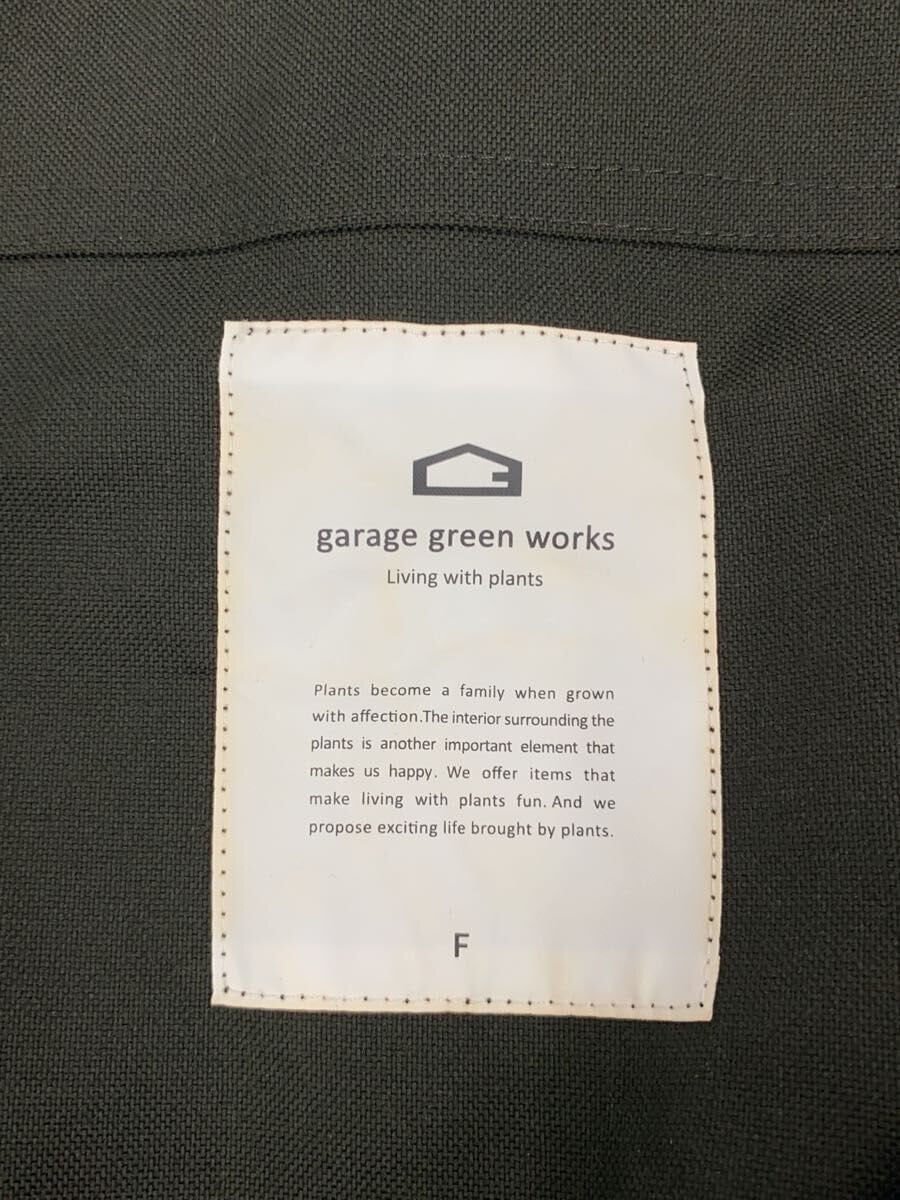 garage green works
Living with plants
Plants become a family when grown
with affection.The interior surrounding the
plants is another important element that
makes us happy. We offer items that
make living with plants fun. And we
propose exciting life brought by plants.
F